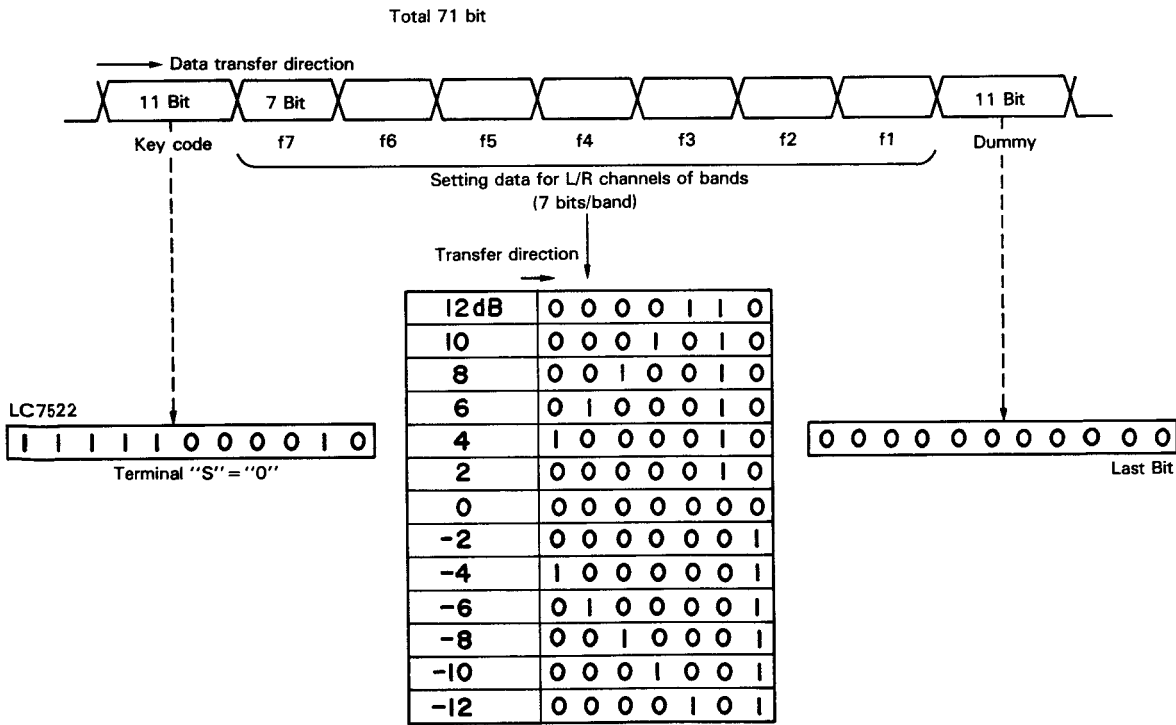 Total 71 bit
Data transfer direction
11 Bit 7 Bit 11 Bit
Key code f7 f6 f5 f4 f3 f2 f1 Dummy
Setting data for L/R channels of bands
(7 bits/band)
Transfer direction
12dB 0 0 0 0 1 1 0
10 0 0 0 1 0 1 0
8 0 0 1 0 0 1 0
6 0 1 0 0 0 1 0
4 1 0 0 0 0 1 0
2 0 0 0 0 0 1 0
0 0 0 0 0 0 0 0
-2 0 0 0 0 0 0 1
-4 1 0 0 0 0 0 1
-6 0 1 0 0 0 0 1
-8 0 0 1 0 0 0 1
-10 0 0 0 1 0 0 1
-12 0 0 0 0 1 0 1
LC7522
1 1 1 1 1 0 0 0 0 1 0
Terminal "S" = "0"
0 0 0 0 0 0 0 0 0 0 0
Last Bit